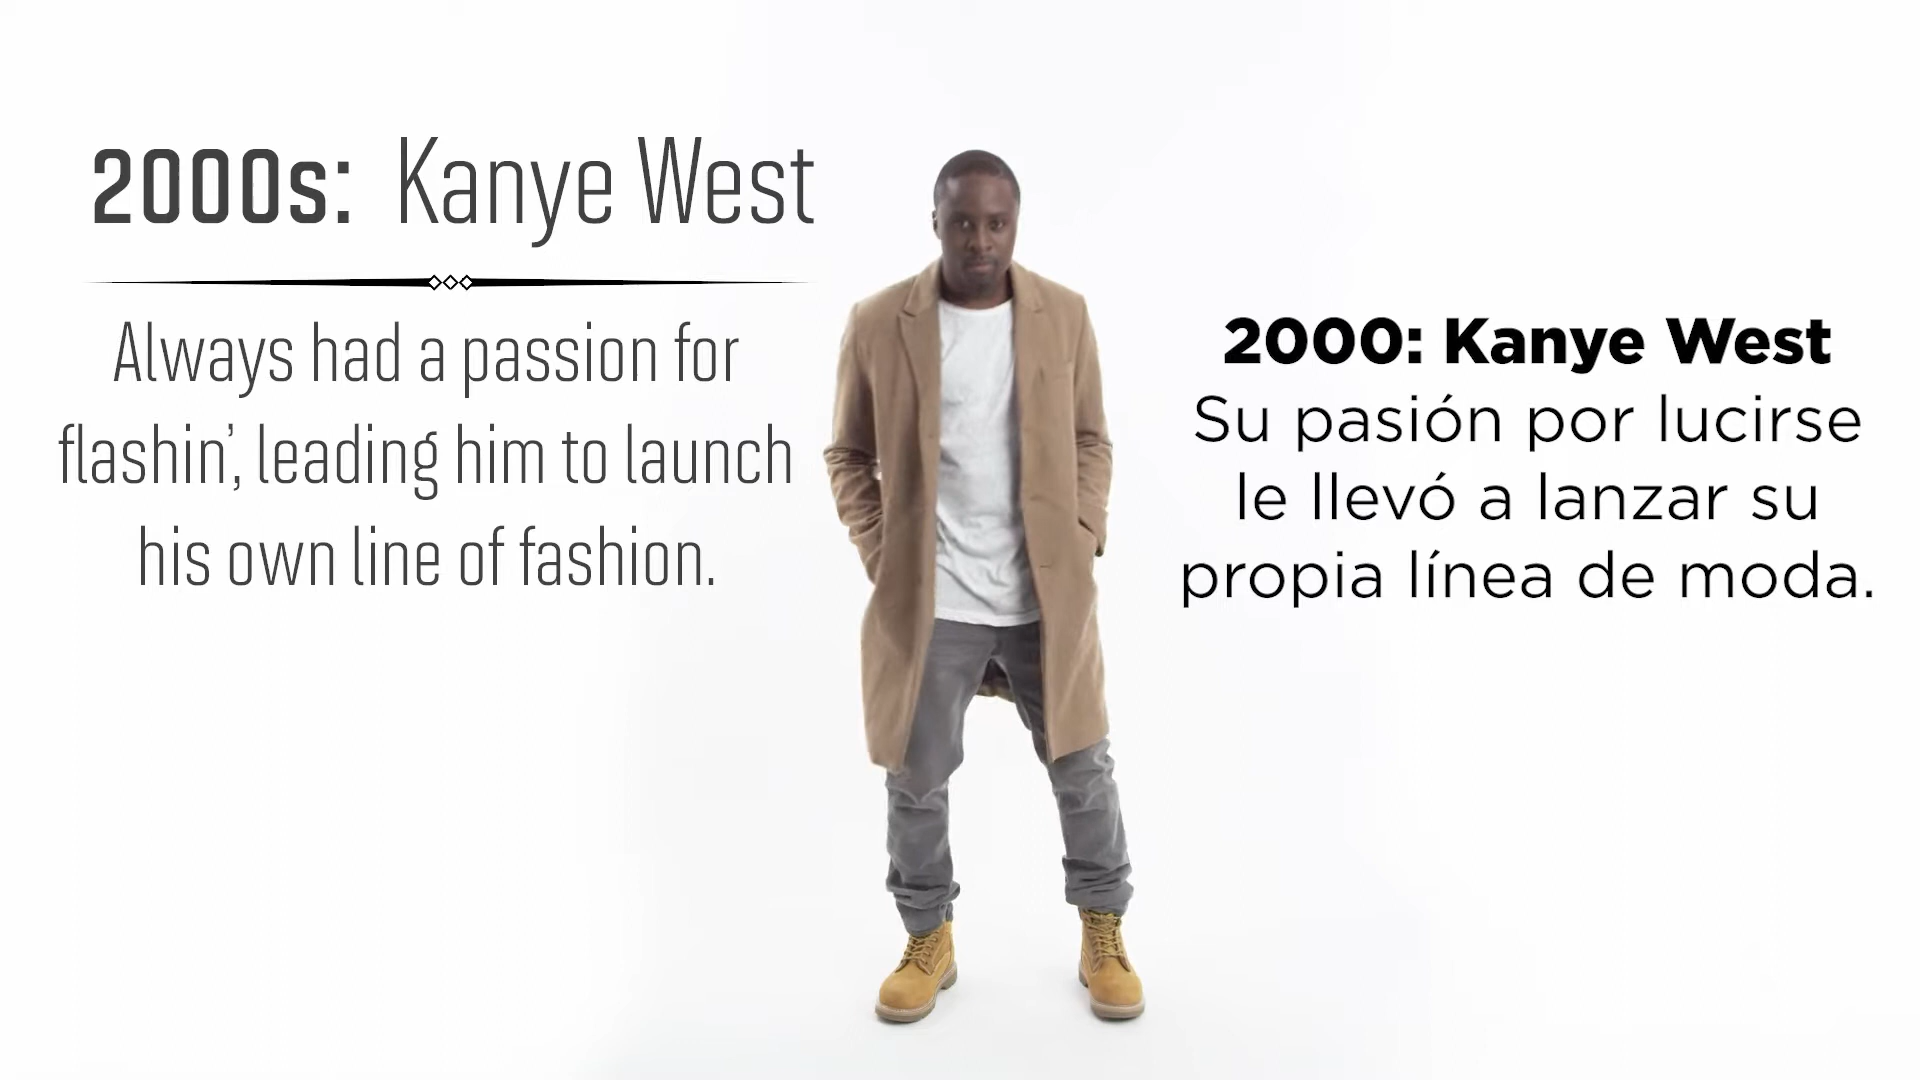 2000s: Kanye West
Always had a passion for
flashin’, leading him to launch
his own line of fashion.
2000: Kanye West
Su pasión por lucirse
le llevó a lanzar su
propia línea de moda.